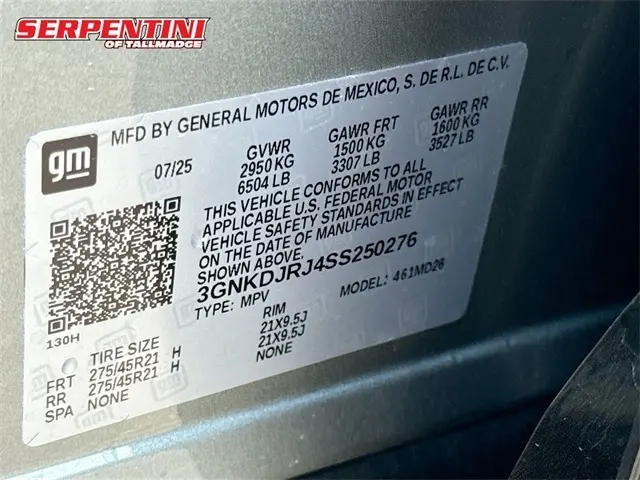 SERPENTINI
OF TALLMADGE
MFD BY GENERAL MOTORS DE MEXICO, S. DE R.L. DE C.V.
gm
07/25
GVWR
2950 KG
6504 LB
GAWR FRT
1500 KG
3307 LB
GAWR RR
1600 KG
3527 LB
THIS VEHICLE CONFORMS TO ALL
APPLICABLE U.S. FEDERAL MOTOR
VEHICLE SAFETY STANDARDS IN EFFECT
ON THE DATE OF MANUFACTURE
SHOWN ABOVE.
3GNKDJRJ4SS250276
TYPE: MPV
MODEL: 461MD26
130H
TIRE SIZE
RIM
FRT 275/45R21 H 21X9.5J
RR 275/45R21 H 21X9.5J
SPA NONE NONE